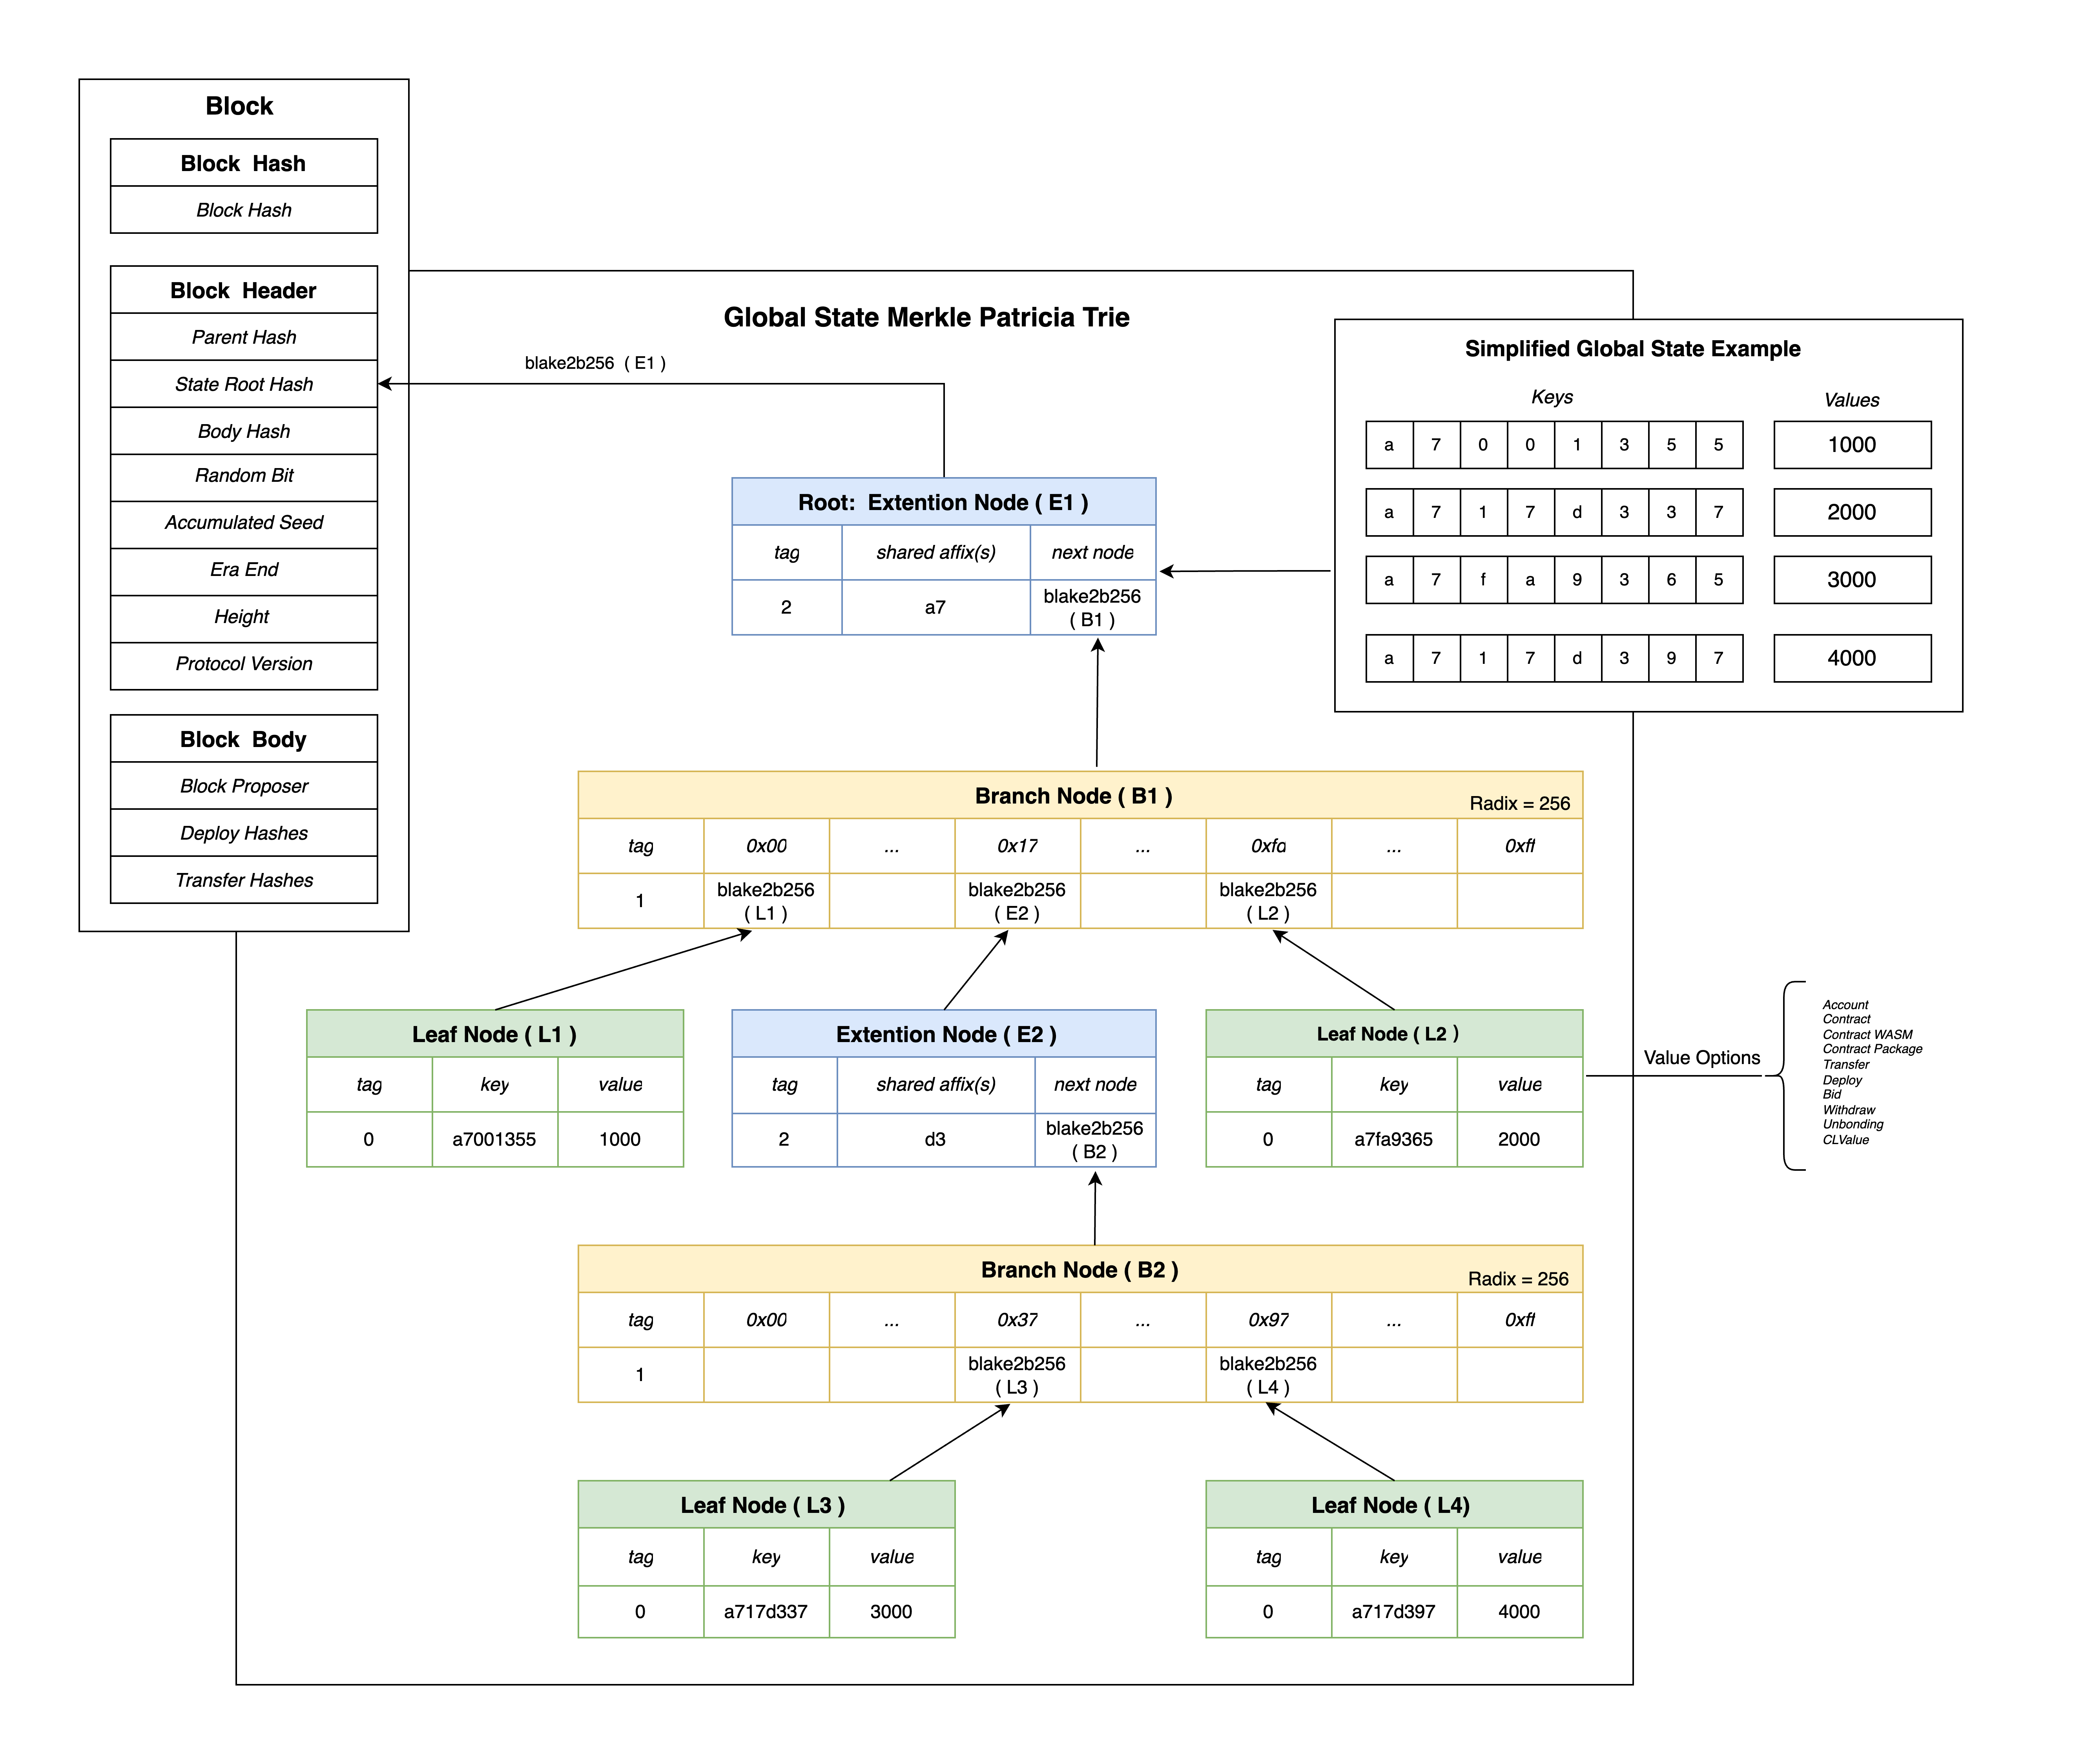 Block
Block Hash
Block Hash
Block Header
Parent Hash
State Root Hash
Body Hash
Random Bit
Accumulated Seed
Era End
Height
Protocol Version
Block Body
Block Proposer
Deploy Hashes
Transfer Hashes
Global State Merkle Patricia Trie
blake2b256 ( E1 )
Simplified Global State Example
Keys Values
a 7 0 0 1 3 5 5 1000
a 7 1 7 d 3 3 7 2000
a 7 f a 9 3 6 5 3000
a 7 1 7 d 3 9 7 4000
Root: Extention Node ( E1 )
tag shared affix(s) next node
2 a7 blake2b256
( B1 )
Branch Node ( B1 )
Radix = 256
tag 0x00 ... 0x17 ... 0xfa ... 0xff
1 blake2b256 blake2b256 blake2b256
( L1 ) ( E2 ) ( L2 )
Leaf Node ( L1 )
tag key value
0 a7001355 1000
Extention Node ( E2 )
tag shared affix(s) next node
2 d3 blake2b256
( B2 )
Leaf Node ( L2 )
tag key value
0 a7fa9365 2000
Value Options
Account
Contract
Contract WASM
Contract Package
Transfer
Deploy
Bid
Withdraw
Unbonding
CLValue
Branch Node ( B2 )
Radix = 256
tag 0x00 ... 0x37 ... 0x97 ... 0xff
1 blake2b256 blake2b256
( L3 ) ( L4 )
Leaf Node ( L3 )
tag key value
0 a717d337 3000
Leaf Node ( L4)
tag key value
0 a717d397 4000